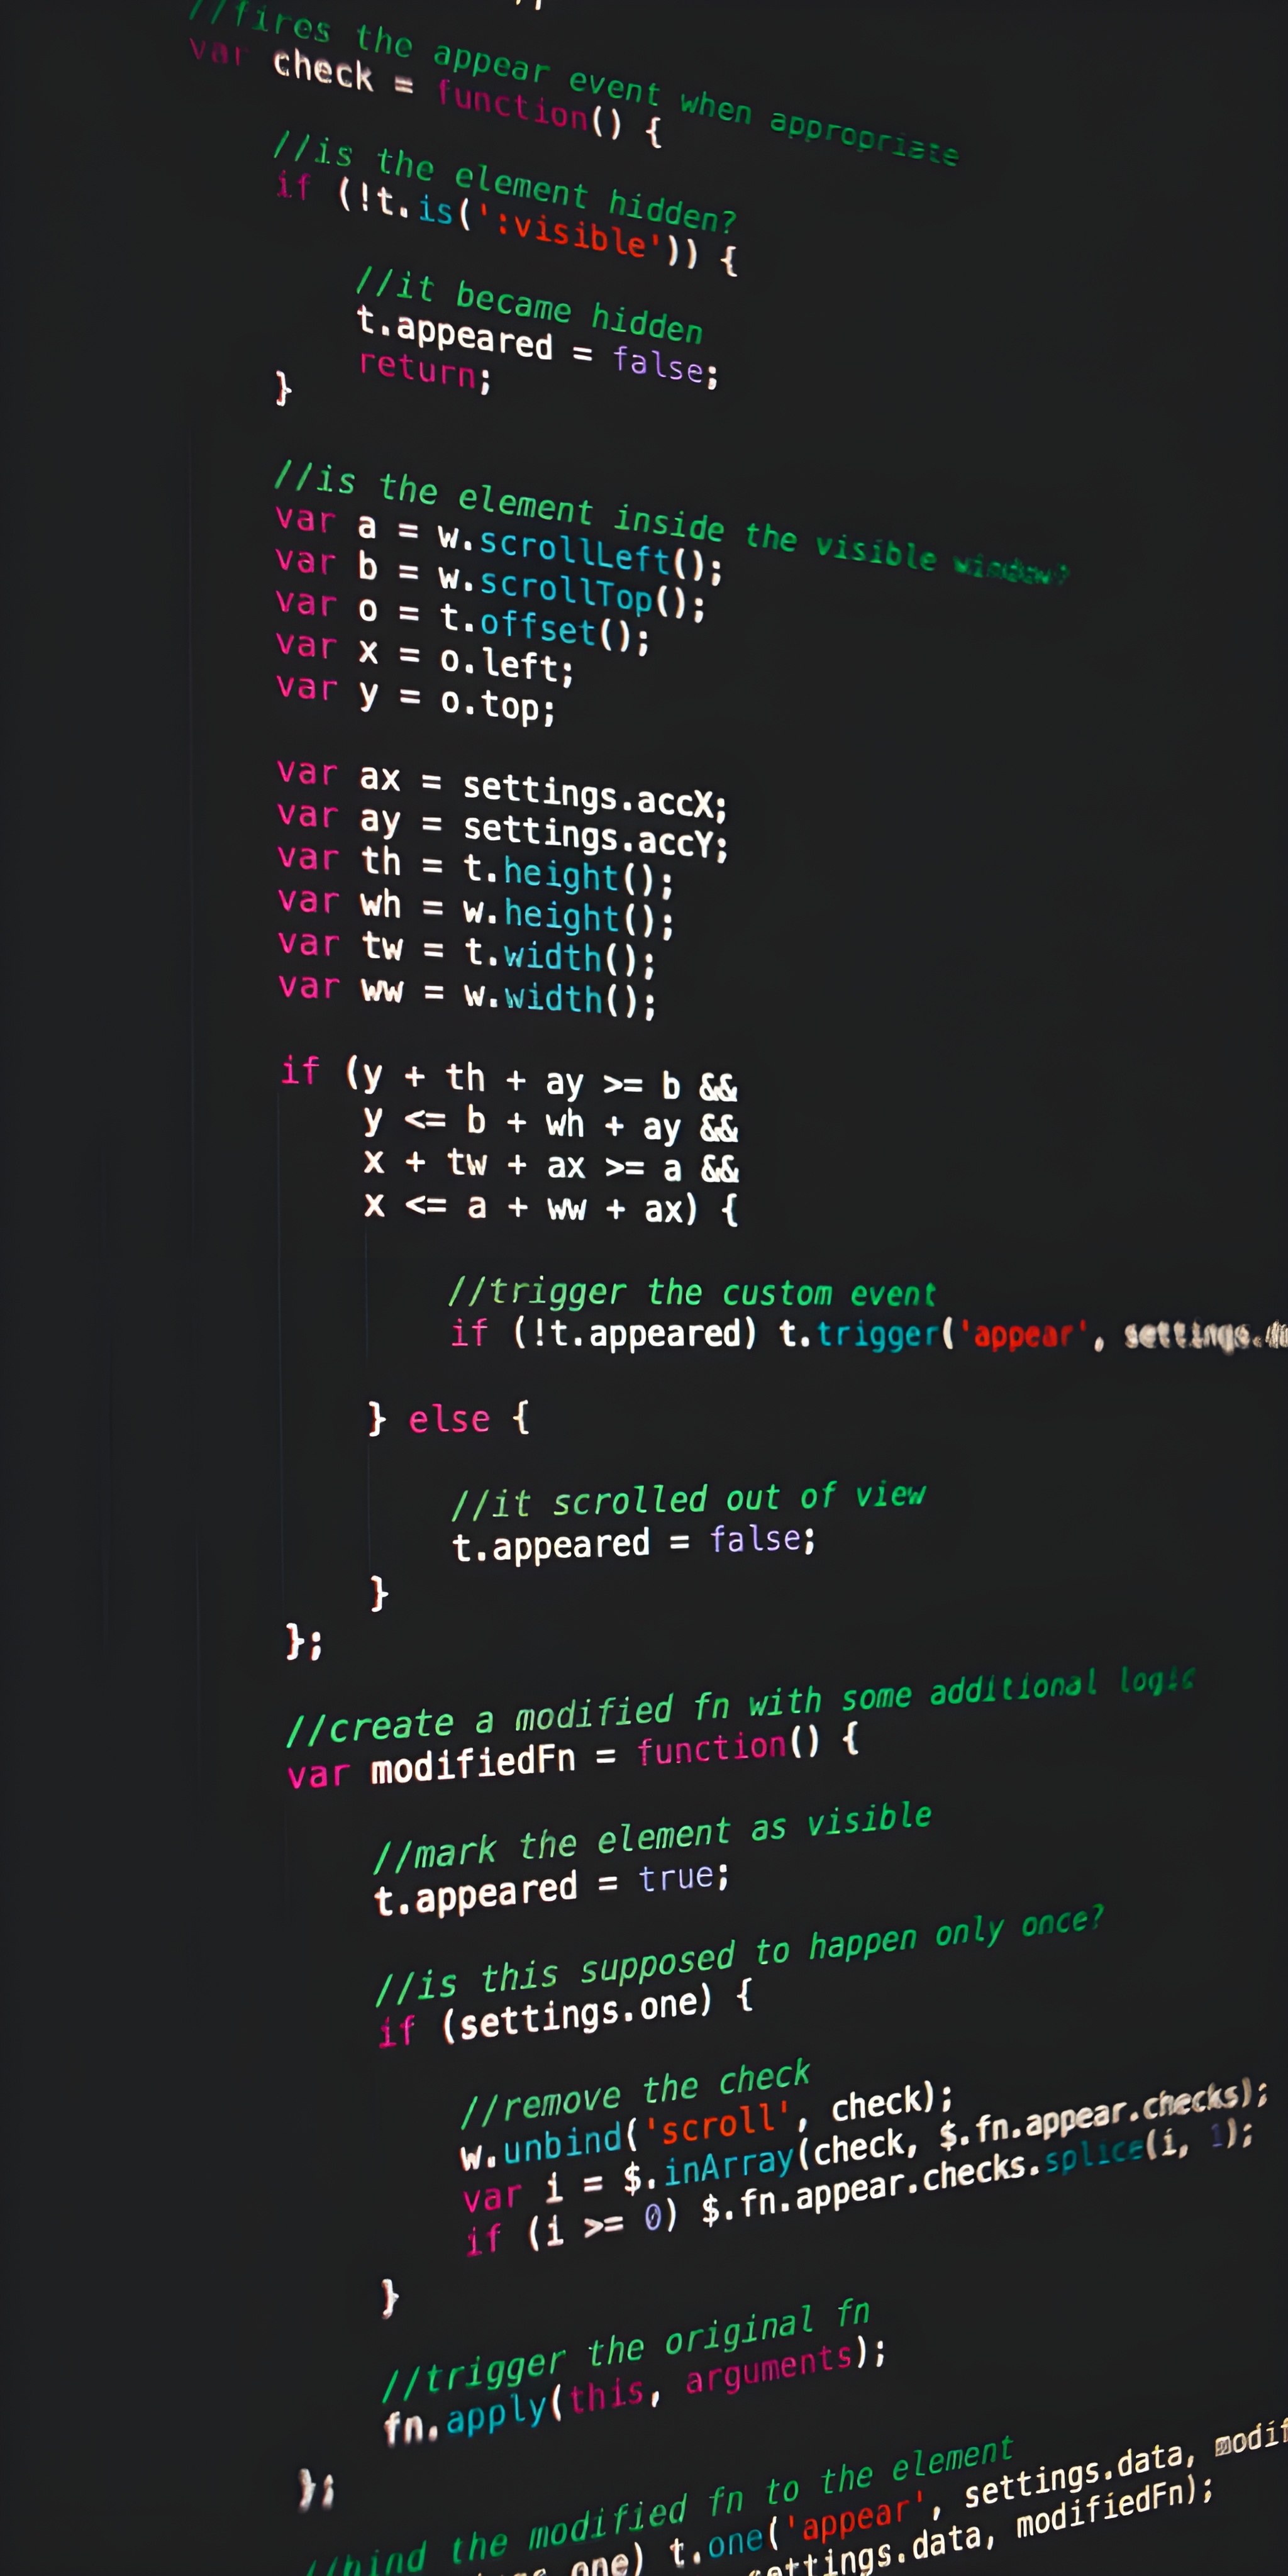 //fires the appear event when appropriate
var check = function() {
//is the element hidden?
if (!t.is(':visible')) {
//it became hidden
t.appeared = false;
return;
}
//is the element inside the visible window?
var a = w.scrollLeft();
var b = w.scrollTop();
var o = t.offset();
var x = o.left;
var y = o.top;
var ax = settings.accX;
var ay = settings.accY;
var th = t.height();
var wh = w.height();
var tw = t.width();
var ww = w.width();
if (y + th + ay >= b &&
y <= b + wh + ay &&
x + tw + ax >= a &&
x <= a + ww + ax) {
//trigger the custom event
if (!t.appeared) t.trigger('appear', settings.
} else {
//it scrolled out of view
t.appeared = false;
}
};
//create a modified fn with some additional logic
var modifiedFn = function() {
//mark the element as visible
t.appeared = true;
//is this supposed to happen only once?
if (settings.one) {
//remove the check
w.unbind('scroll', check);
var i = $.inArray(check, $.fn.appear.checks);
if (i >= 0) $.fn.appear.checks.splice(i, 1);
}
//trigger the original fn
fn.apply(this, arguments);
};
//bind the modified fn to the element
one) t.one('appear', settings.data, modif
ettings.data, modifiedFn);